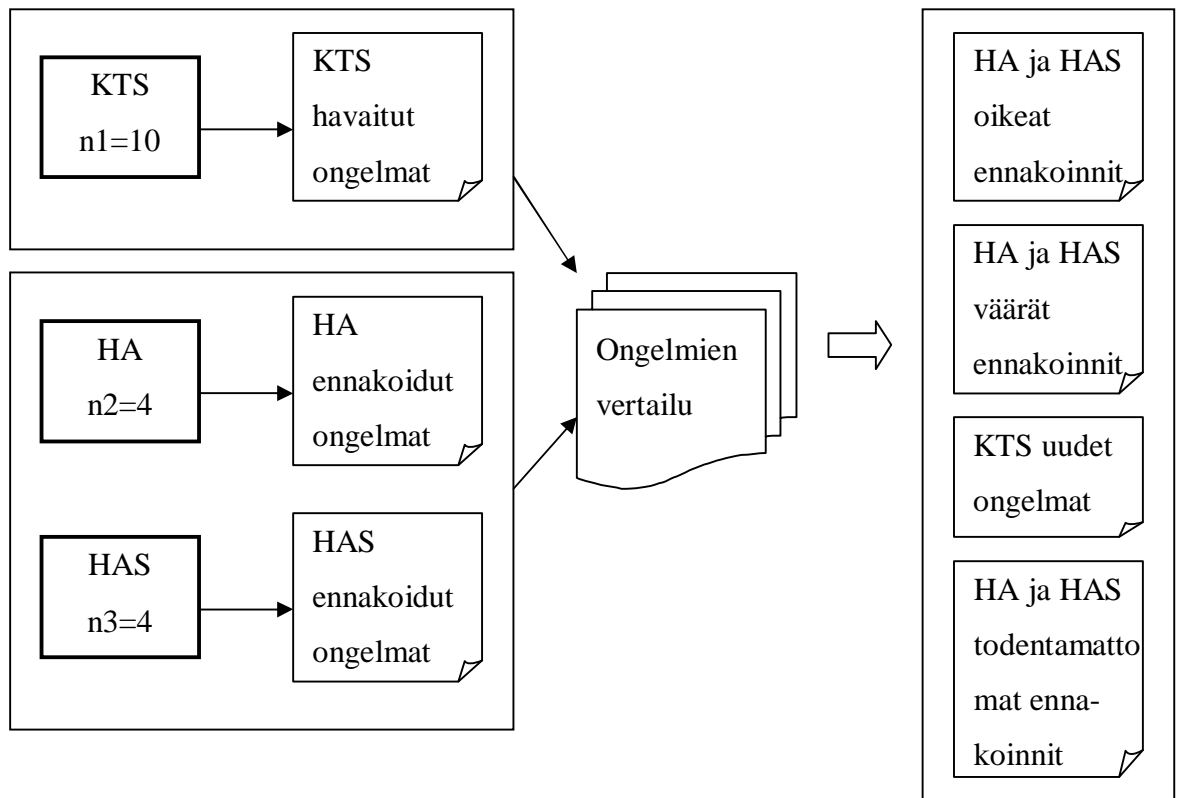 KTS
n1=10
KTS
havaitut
ongelmat
HA
n2=4
HA
ennakoidut
ongelmat
HAS
n3=4
HAS
ennakoidut
ongelmat
Ongelmien
vertailu
HA ja HAS
oikeat
ennakoinnit
HA ja HAS
väärät
ennakoinnit
KTS uudet
ongelmat
HA ja HAS
todentamatto
mat enna-
koinnit